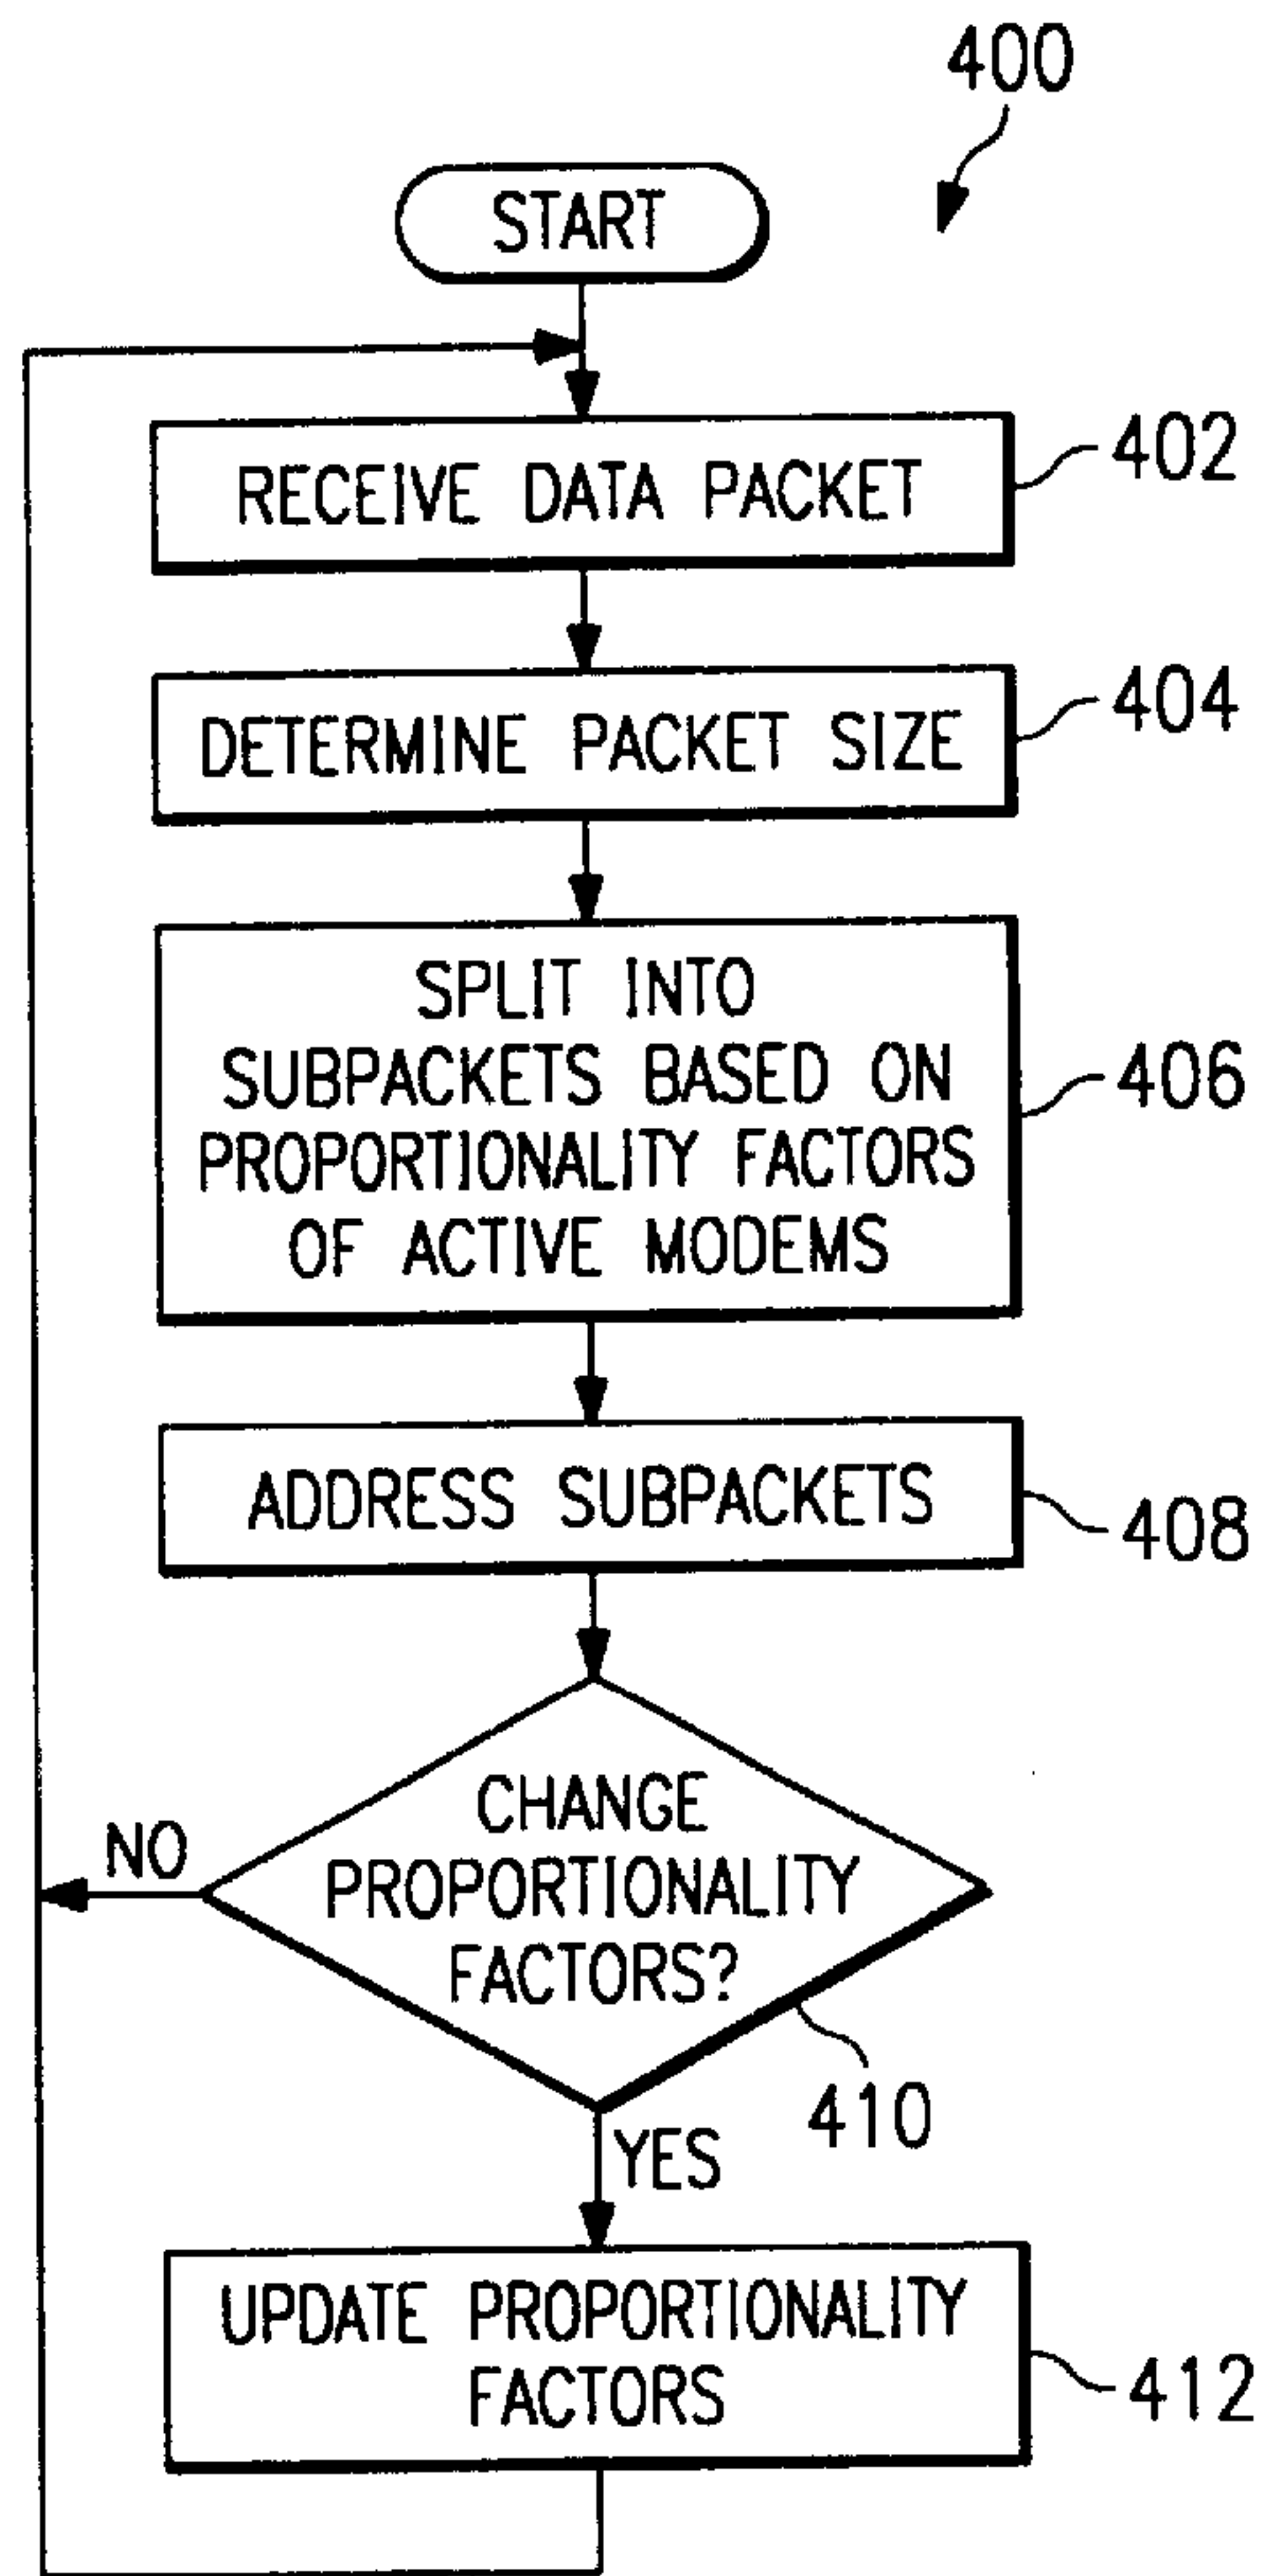 400
START
RECEIVE DATA PACKET
402
DETERMINE PACKET SIZE
404
SPLIT INTO
SUBPACKETS BASED ON
PROPORTIONALITY FACTORS
OF ACTIVE MODEMS
406
ADDRESS SUBPACKETS
408
CHANGE
PROPORTIONALITY
FACTORS?
NO
410
YES
UPDATE PROPORTIONALITY
FACTORS
412